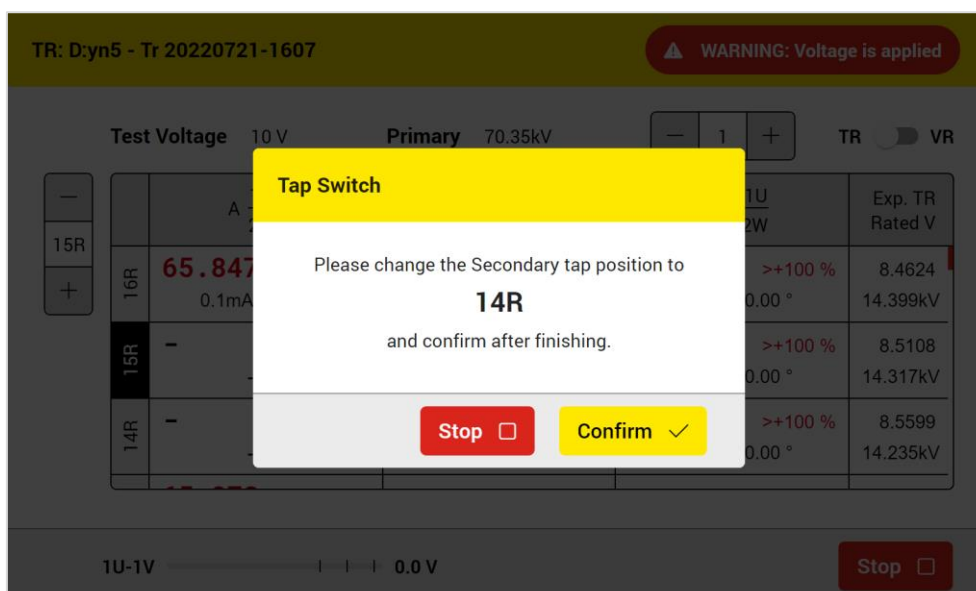 TR: D:yn5 - Tr 20220721-1607
WARNING: Voltage is applied
Test Voltage 10 V Primary 70.35kV
− 1 + TR VR
−
15R
+
A
1U
2W
Exp. TR
Rated V
16R
65.847
0.1mA
>+100 %
0.00 °
8.4624
14.399kV
15R
–
>+100 %
0.00 °
8.5108
14.317kV
14R
–
>+100 %
0.00 °
8.5599
14.235kV
Tap Switch
Please change the Secondary tap position to
14R
and confirm after finishing.
Stop
Confirm
1U-1V 0.0 V
Stop